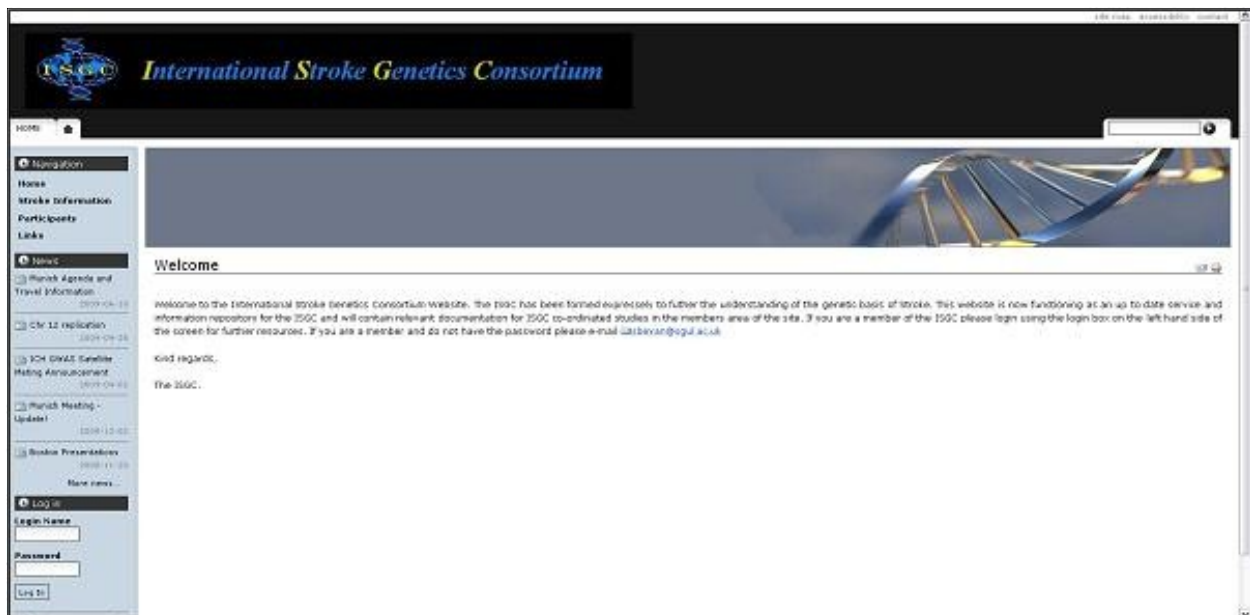 site map accessibility contact
ISGC
International Stroke Genetics Consortium
Home
Navigation
Home
Stroke Information
Participants
Links
News
Munich Agenda and
Travel Information
Chr 12 replication
ICH GWAS Satellite
Meting Announcement
Munich Meeting -
Update!
Boston Presentations
More news...
Log in
Login Name
Password
Log In
Welcome
Welcome to the International Stroke Genetics Consortium Website. The ISGC has been formed expressely to futher the understanding of the genetic basis of Stroke. This website is now functioning as an up to date service and
information repository for the ISGC and will contain relevant documentation for ISGC co-ordinated studies in the members area of the site. If you are a member of the ISGC please login using the login box on the left hand side of
the screen for further resources. If you are a member and do not have the password please e-mail
Kind regards,
The ISGC.